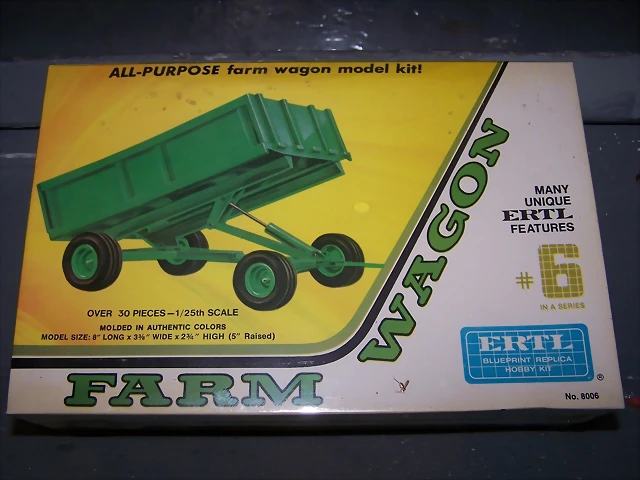 ALL-PURPOSE farm wagon model kit!
MANY
UNIQUE
ERTL
FEATURES
#6
IN A SERIES
OVER 30 PIECES—1/25th SCALE
MOLDED IN AUTHENTIC COLORS
MODEL SIZE: 8" LONG x 3⅜" WIDE x 2¾" HIGH (5" Raised)
FARM
WAGON
ERTL
BLUEPRINT REPLICA
HOBBY KIT
®
No. 8006